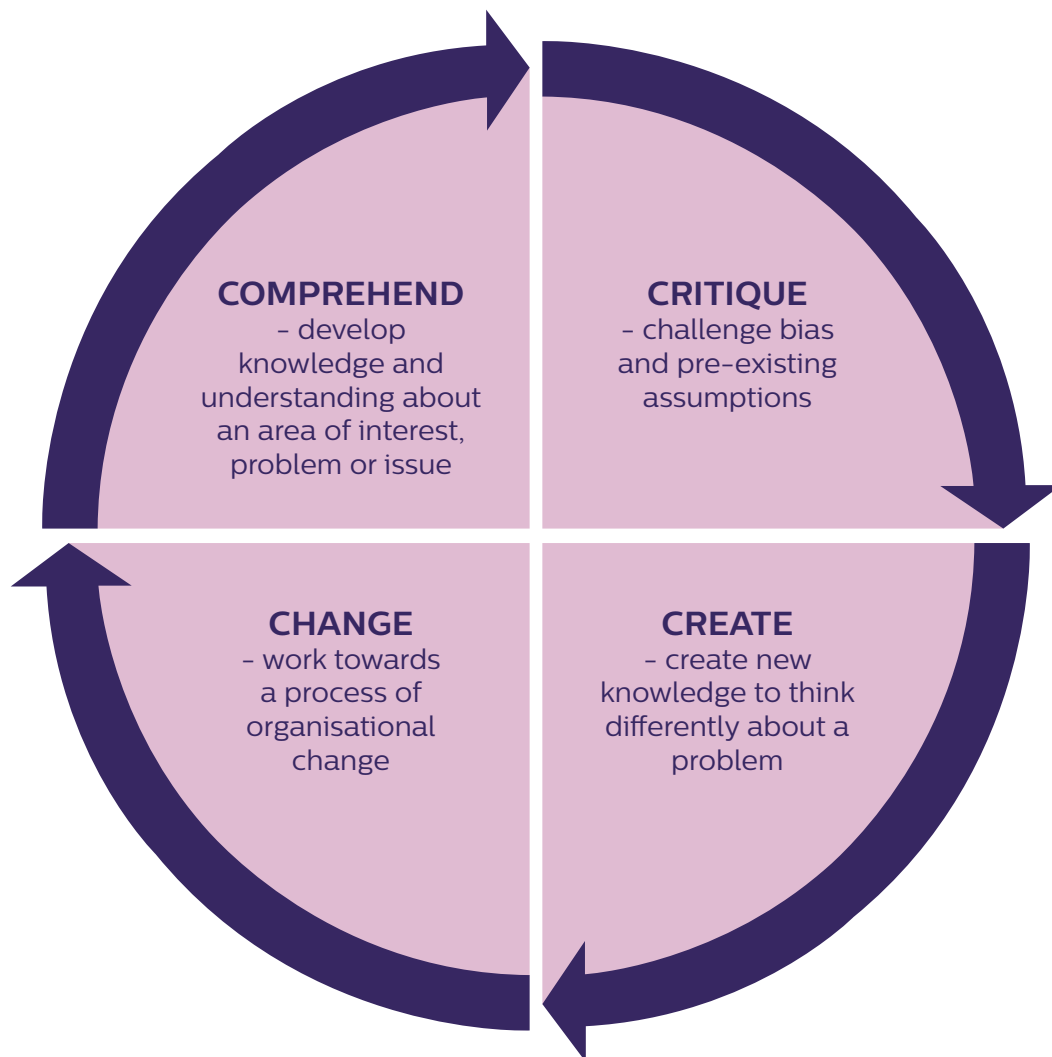 COMPREHEND
- develop
knowledge and
understanding about
an area of interest,
problem or issue
CRITIQUE
- challenge bias
and pre-existing
assumptions
CHANGE
- work towards
a process of
organisational
change
CREATE
- create new
knowledge to think
differently about a
problem